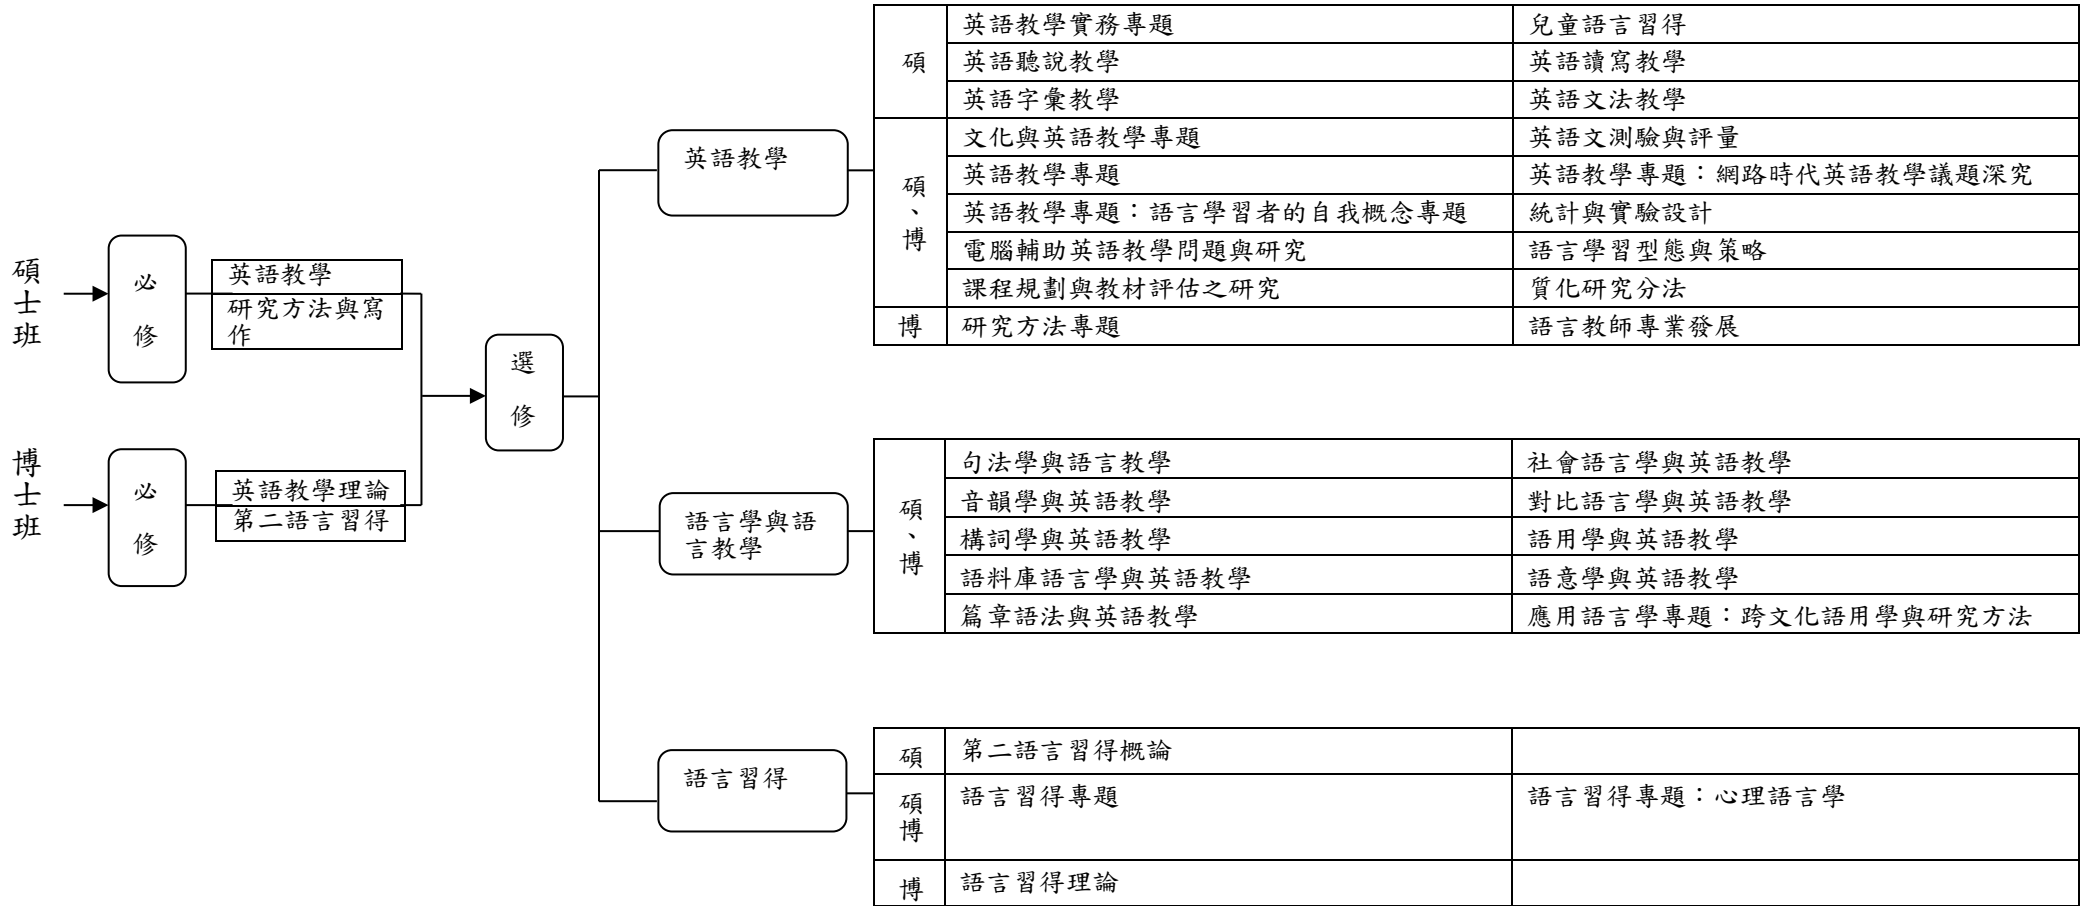 碩士班
必修
英語教學
研究方法與寫
作
博士班
必修
英語教學理論
第二語言習得
選修
英語教學
碩
英語教學實務專題
兒童語言習得
英語聽說教學
英語讀寫教學
英語字彙教學
英語文法教學
碩、博
文化與英語教學專題
英語文測驗與評量
英語教學專題
英語教學專題：網路時代英語教學議題深究
英語教學專題：語言學習者的自我概念專題
統計與實驗設計
電腦輔助英語教學問題與研究
語言學習型態與策略
課程規劃與教材評估之研究
質化研究分法
博
研究方法專題
語言教師專業發展
語言學與語
言教學
碩、博
句法學與語言教學
社會語言學與英語教學
音韻學與英語教學
對比語言學與英語教學
構詞學與英語教學
語用學與英語教學
語料庫語言學與英語教學
語意學與英語教學
篇章語法與英語教學
應用語言學專題：跨文化語用學與研究方法
語言習得
碩
第二語言習得概論
碩博
語言習得專題
語言習得專題：心理語言學
博
語言習得理論